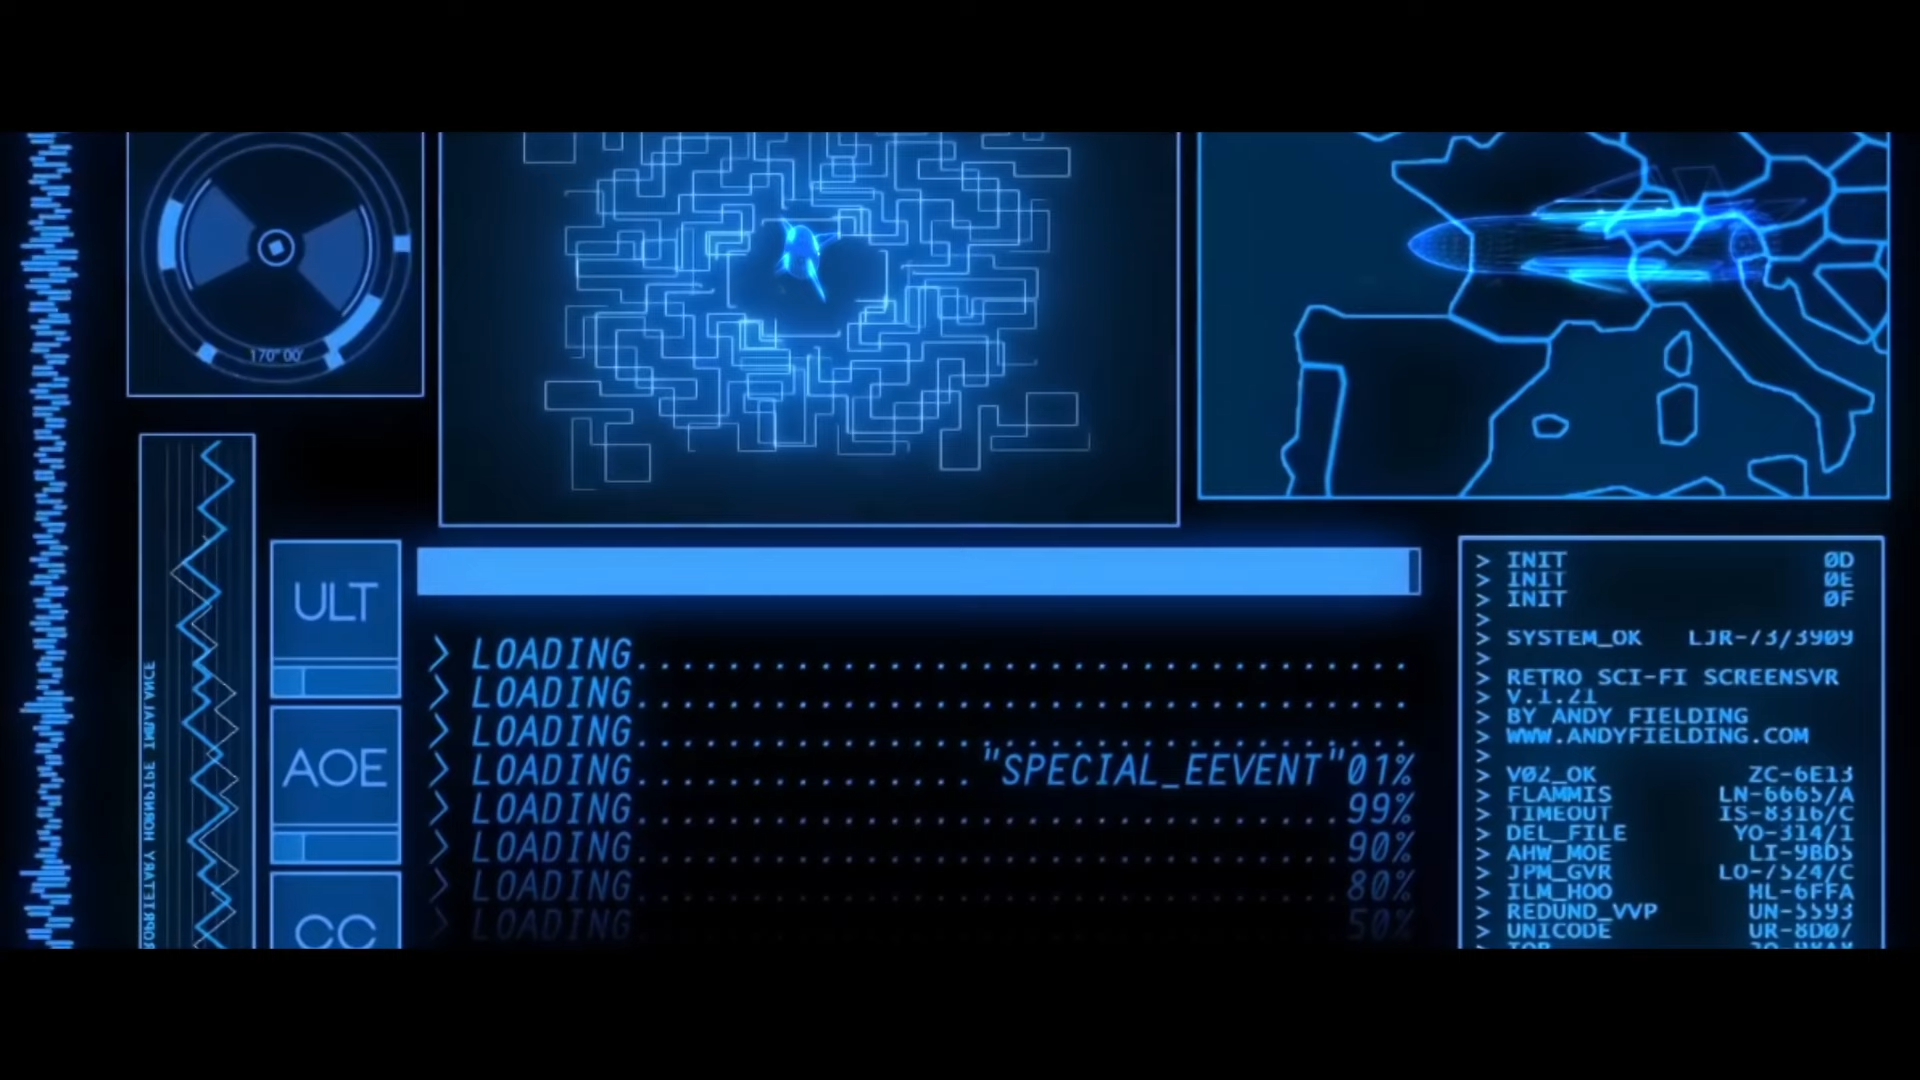 170° 00'
ULT
AOE
CC
> LOADING...................................
> LOADING...................................
> LOADING...................................
> LOADING..............."SPECIAL_EEVENT"01%
> LOADING................................99%
> LOADING................................90%
> LOADING................................80%
> LOADING................................50%
> INIT 0D
> INIT 0E
> INIT 0F
>
> SYSTEM_OK LJR-73/3909
>
> RETRO SCI-FI SCREENSVR
> V.1.21
> BY ANDY FIELDING
> WWW.ANDYFIELDING.COM
>
> V02_OK ZC-6E13
> FLAMMIS LN-6665/A
> TIMEOUT IS-8316/C
> DEL_FILE YO-314/1
> AHW_MOE LI-9BD5
> JPM_GVR LO-7524/C
> ILM_HOO HL-6FFA
> REDUND_VVP UN-5593
> UNICODE UR-8D07